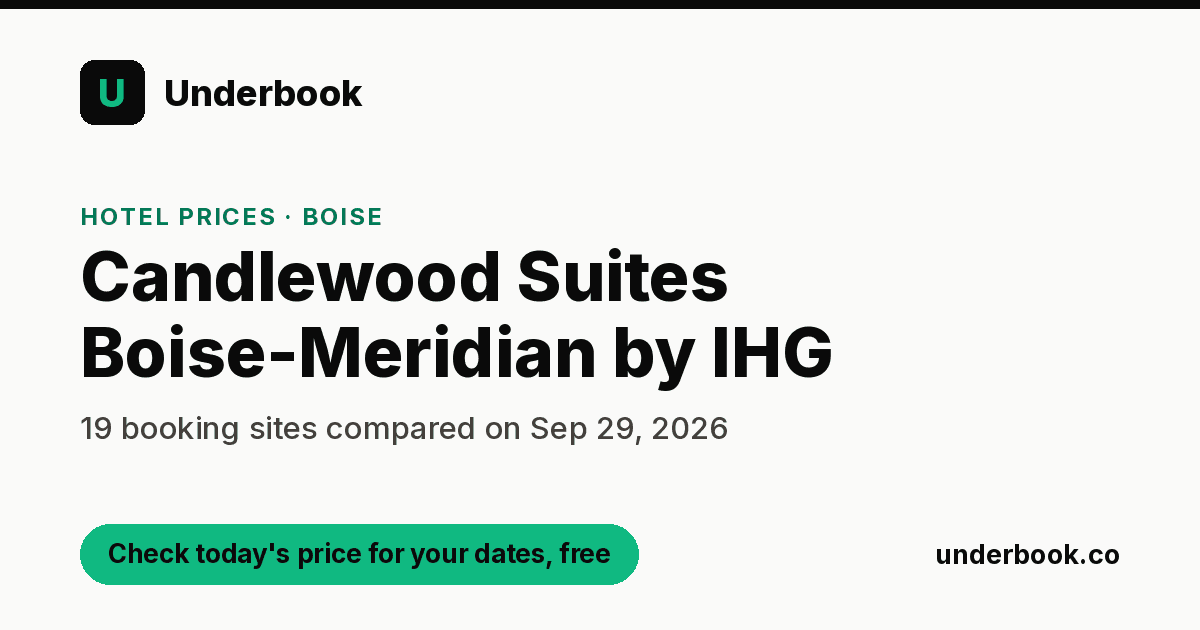 U Underbook
HOTEL PRICES · BOISE
Candlewood Suites
Boise-Meridian by IHG
19 booking sites compared on Sep 29, 2026
Check today's price for your dates, free
underbook.co